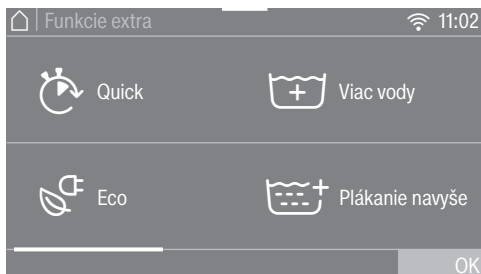 Funkcie extra 11:02
Quick Viac vody
Eco Plákanie navyše
OK